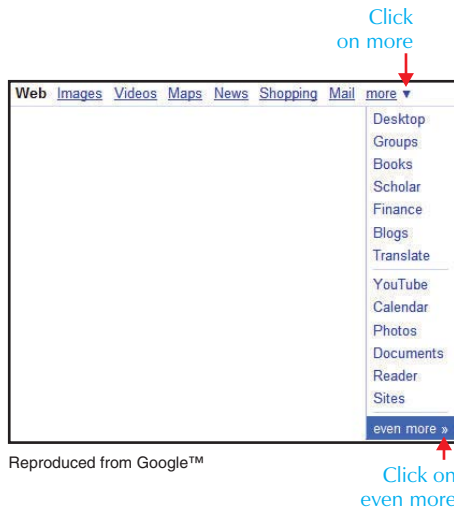 Click
on more
Web Images Videos Maps News Shopping Mail more ▼
Desktop
Groups
Books
Scholar
Finance
Blogs
Translate
YouTube
Calendar
Photos
Documents
Reader
Sites
even more »
Reproduced from Google™
Click on
even more